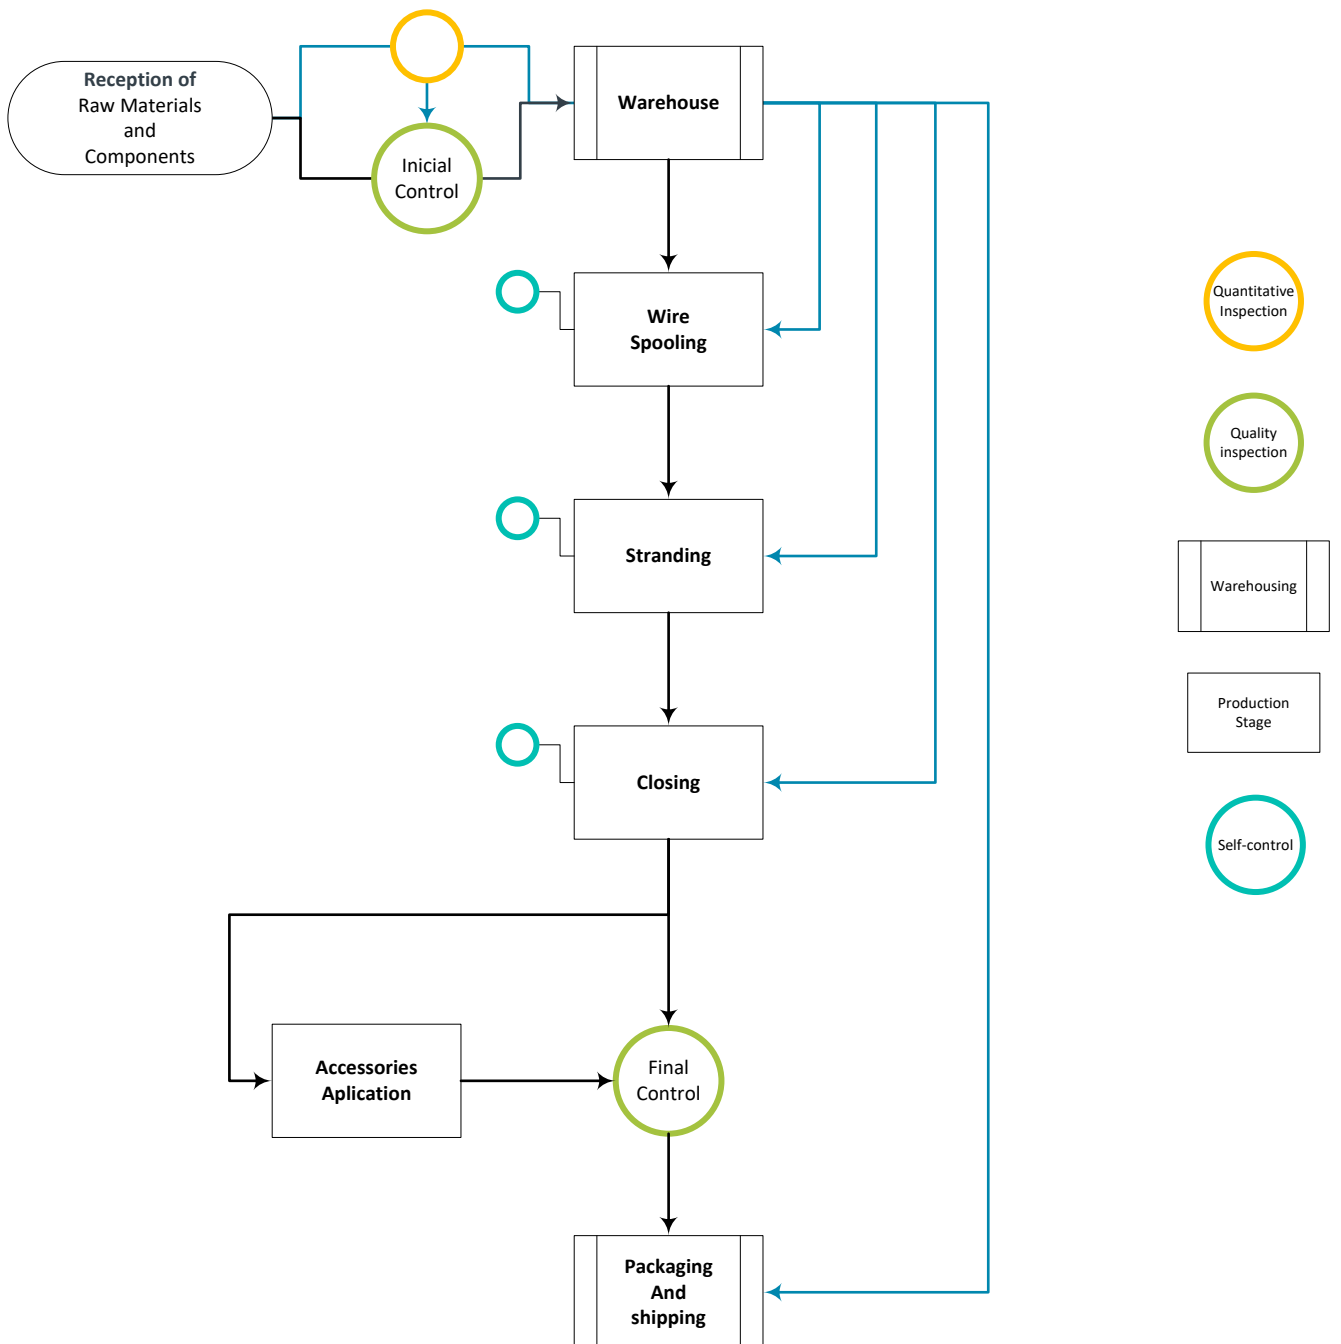 Reception of
Raw Materials
and
Components
Inicial
Control
Warehouse
Wire
Spooling
Stranding
Closing
Accessories
Aplication
Final
Control
Packaging
And
shipping
Quantitative
Inspection
Quality
inspection
Warehousing
Production
Stage
Self-control